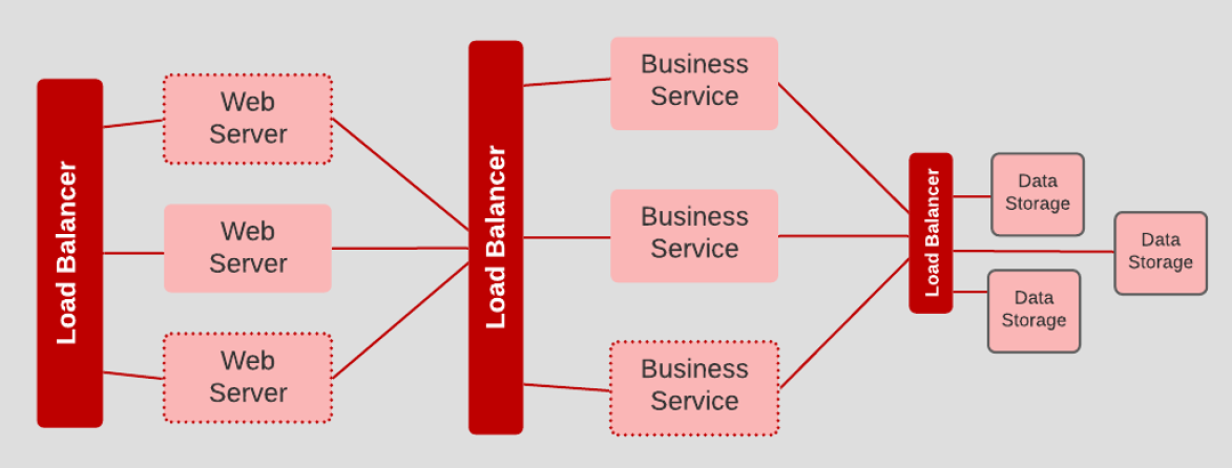 Load Balancer
Web
Server
Web
Server
Web
Server
Load Balancer
Business
Service
Business
Service
Business
Service
Load Balancer
Data
Storage
Data
Storage
Data
Storage